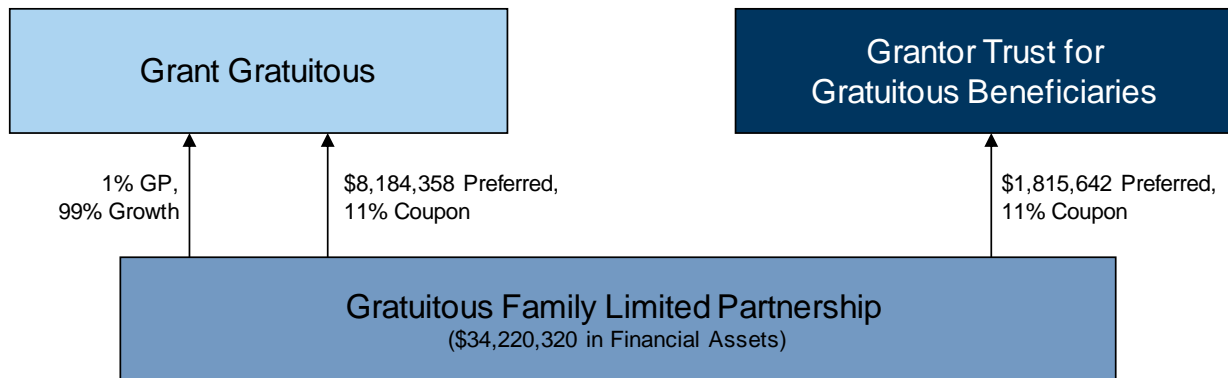 Grant Gratuitous
Grantor Trust for
Gratuitous Beneficiaries
1% GP,
99% Growth
$8,184,358 Preferred,
11% Coupon
$1,815,642 Preferred,
11% Coupon
Gratuitous Family Limited Partnership
($34,220,320 in Financial Assets)